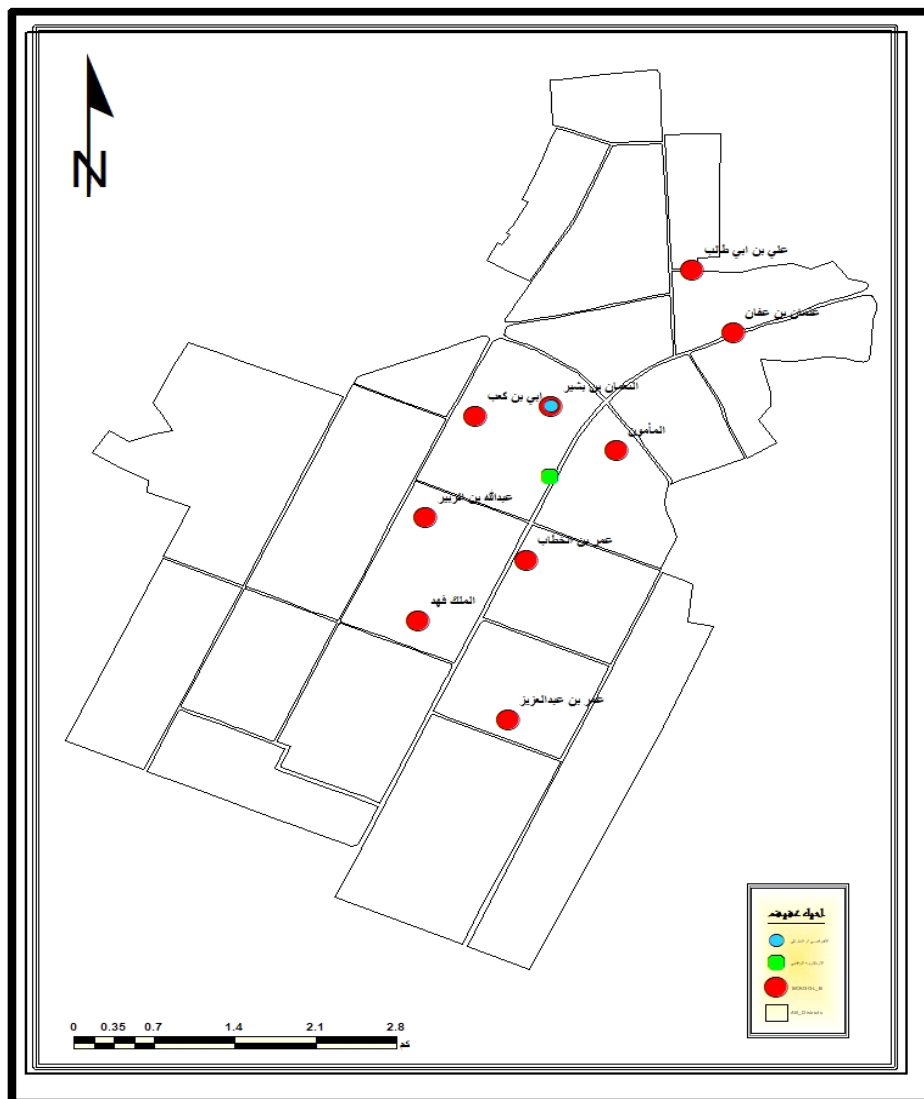 N
علي بن ابي طالب
عثمان بن عفان
النعمان بن بشير
ابي بن كعب
المأمون
عبدالله بن الزبير
عمر بن الخطاب
الملك فهد
عمر بن عبدالعزيز
0 0.35 0.7 1.4 2.1 2.8
كم